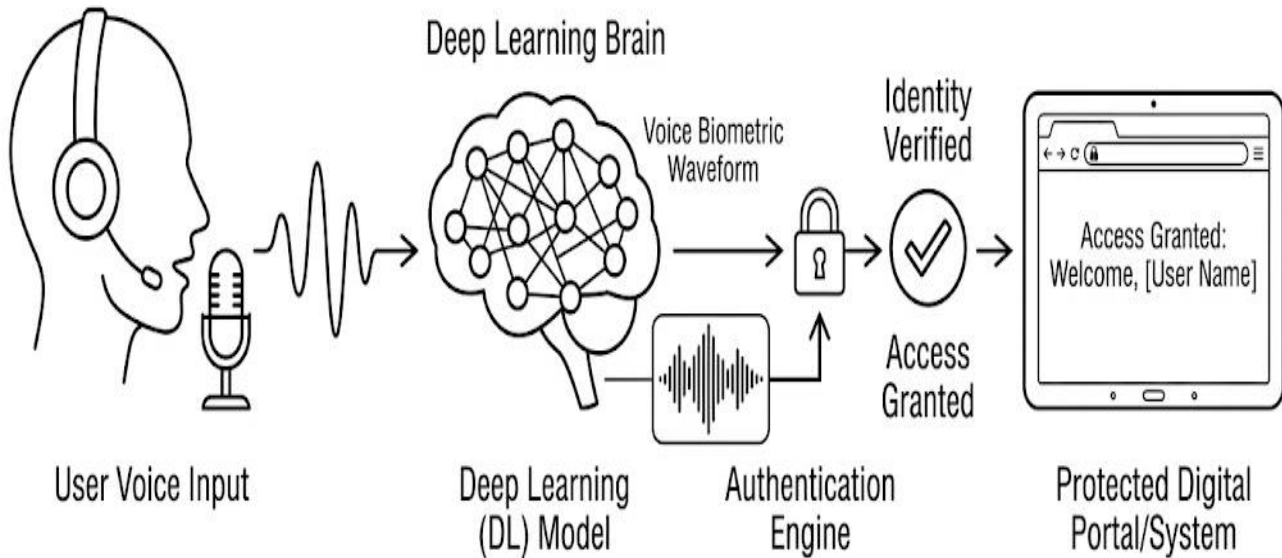 Deep Learning Brain
Voice Biometric
Waveform
Identity
Verified
Access
Granted
Access Granted:
Welcome, [User Name]
User Voice Input
Deep Learning
(DL) Model
Authentication
Engine
Protected Digital
Portal/System